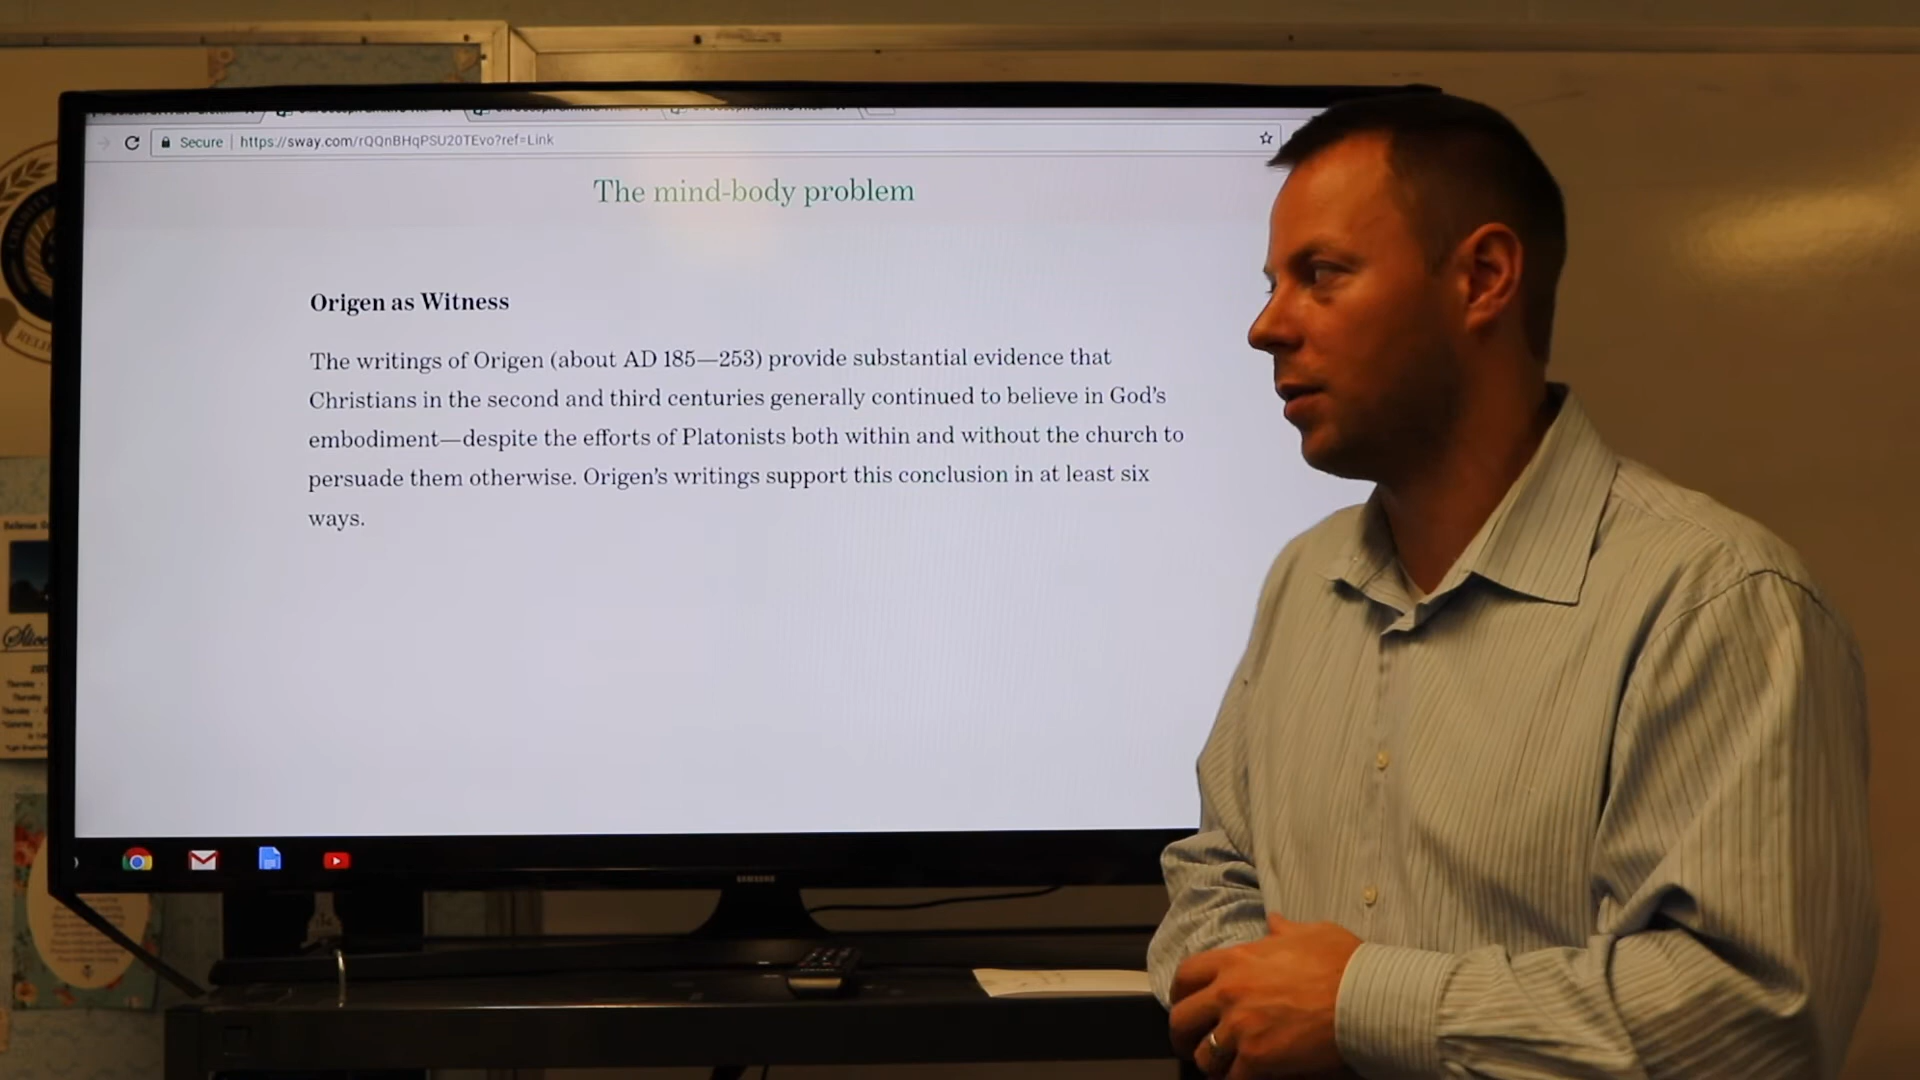 Secure https://sway.com/rQQnBHqPSU20TEvo?ref=Link
The mind-body problem
Origen as Witness
The writings of Origen (about AD 185—253) provide substantial evidence that
Christians in the second and third centuries generally continued to believe in God's
embodiment—despite the efforts of Platonists both within and without the church to
persuade them otherwise. Origen's writings support this conclusion in at least six
ways.
SAMSUNG